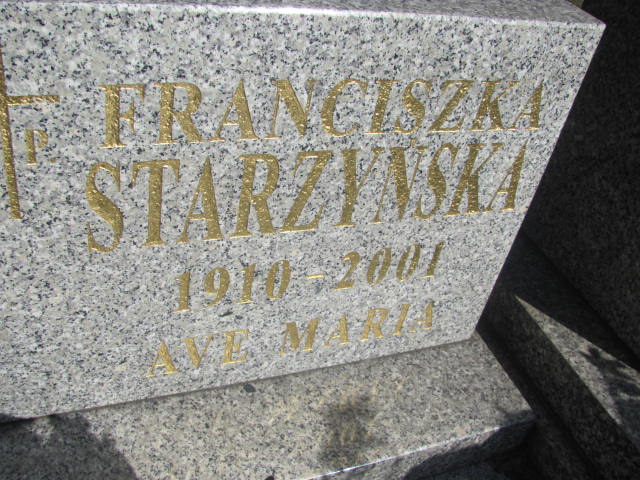 P.
FRANCISZKA
STARZYŃSKA
1910-2001
AVE MARIA